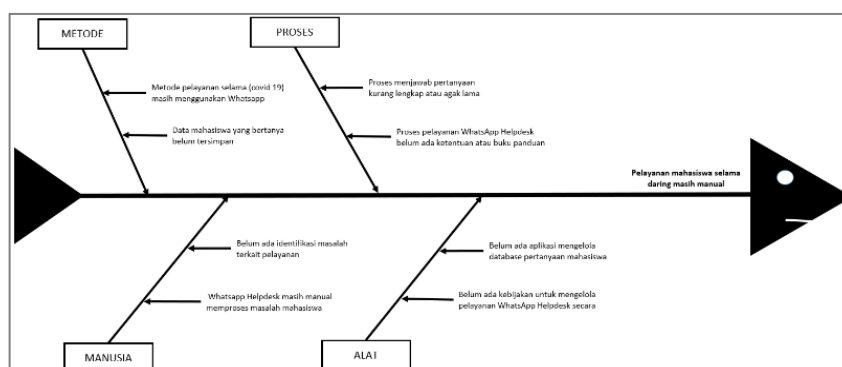 METODE
PROSES
Metode pelayanan selama (covid 19)
masih menggunakan Whatsapp
Data mahasiswa yang bertanya
belum tersimpan
Proses menjawab pertanyaan
kurang lengkap atau agak lama
Proses pelayanan WhatsApp Helpdesk
belum ada ketentuan atau buku panduan
Pelayanan mahasiswa selama
daring masih manual
Belum ada identifikasi masalah
terkait pelayanan
Whatsapp Helpdesk masih manual
memproses masalah mahasiswa
Belum ada aplikasi mengelola
database pertanyaan mahasiswa
Belum ada kebijakan untuk mengelola
pelayanan WhatsApp Helpdesk secara
MANUSIA
ALAT